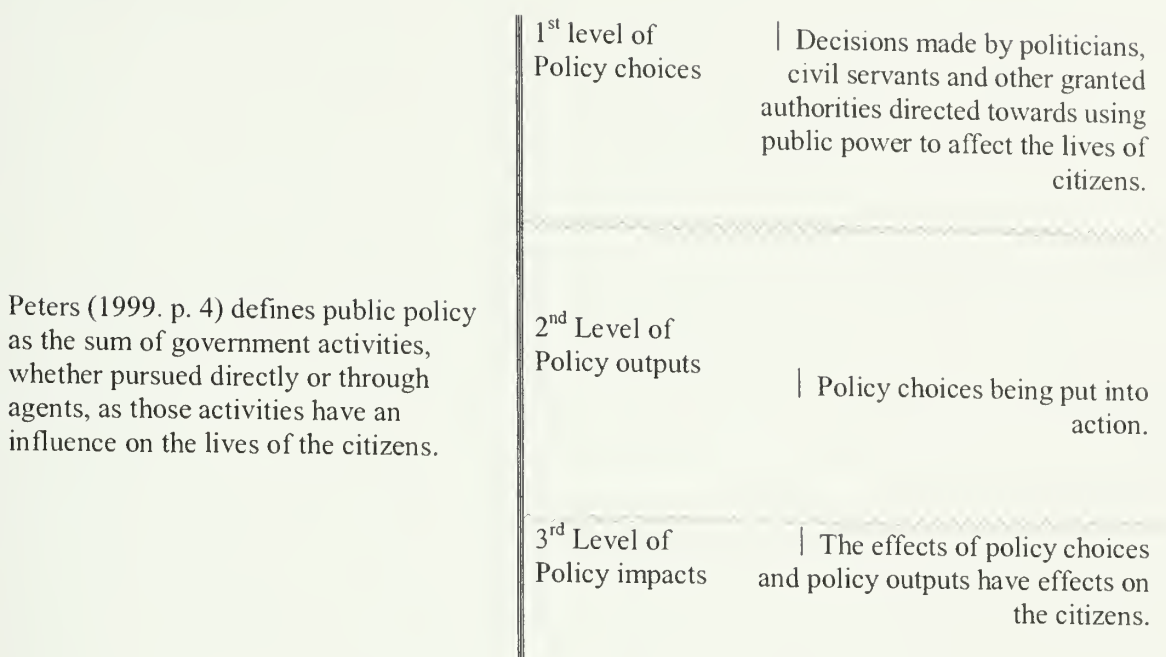 Peters (1999. p. 4) defines public policy
as the sum of government activities,
whether pursued directly or through
agents, as those activities have an
influence on the lives of the citizens.
1st level of
Policy choices
| Decisions made by politicians,
civil servants and other granted
authorities directed towards using
public power to affect the lives of
citizens.
2nd Level of
Policy outputs
| Policy choices being put into
action.
3rd Level of
Policy impacts
| The effects of policy choices
and policy outputs have effects on
the citizens.